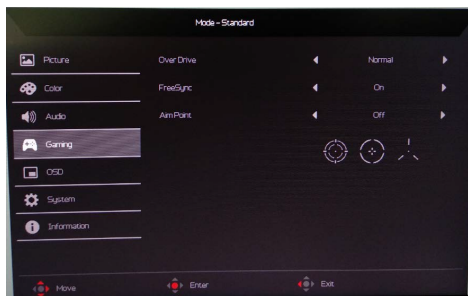 Mode - Standard
Picture
Over Drive Normal
Color
FreeSync On
Audio
Aim Point Off
Gaming
OSD
System
Information
Move Enter Exit